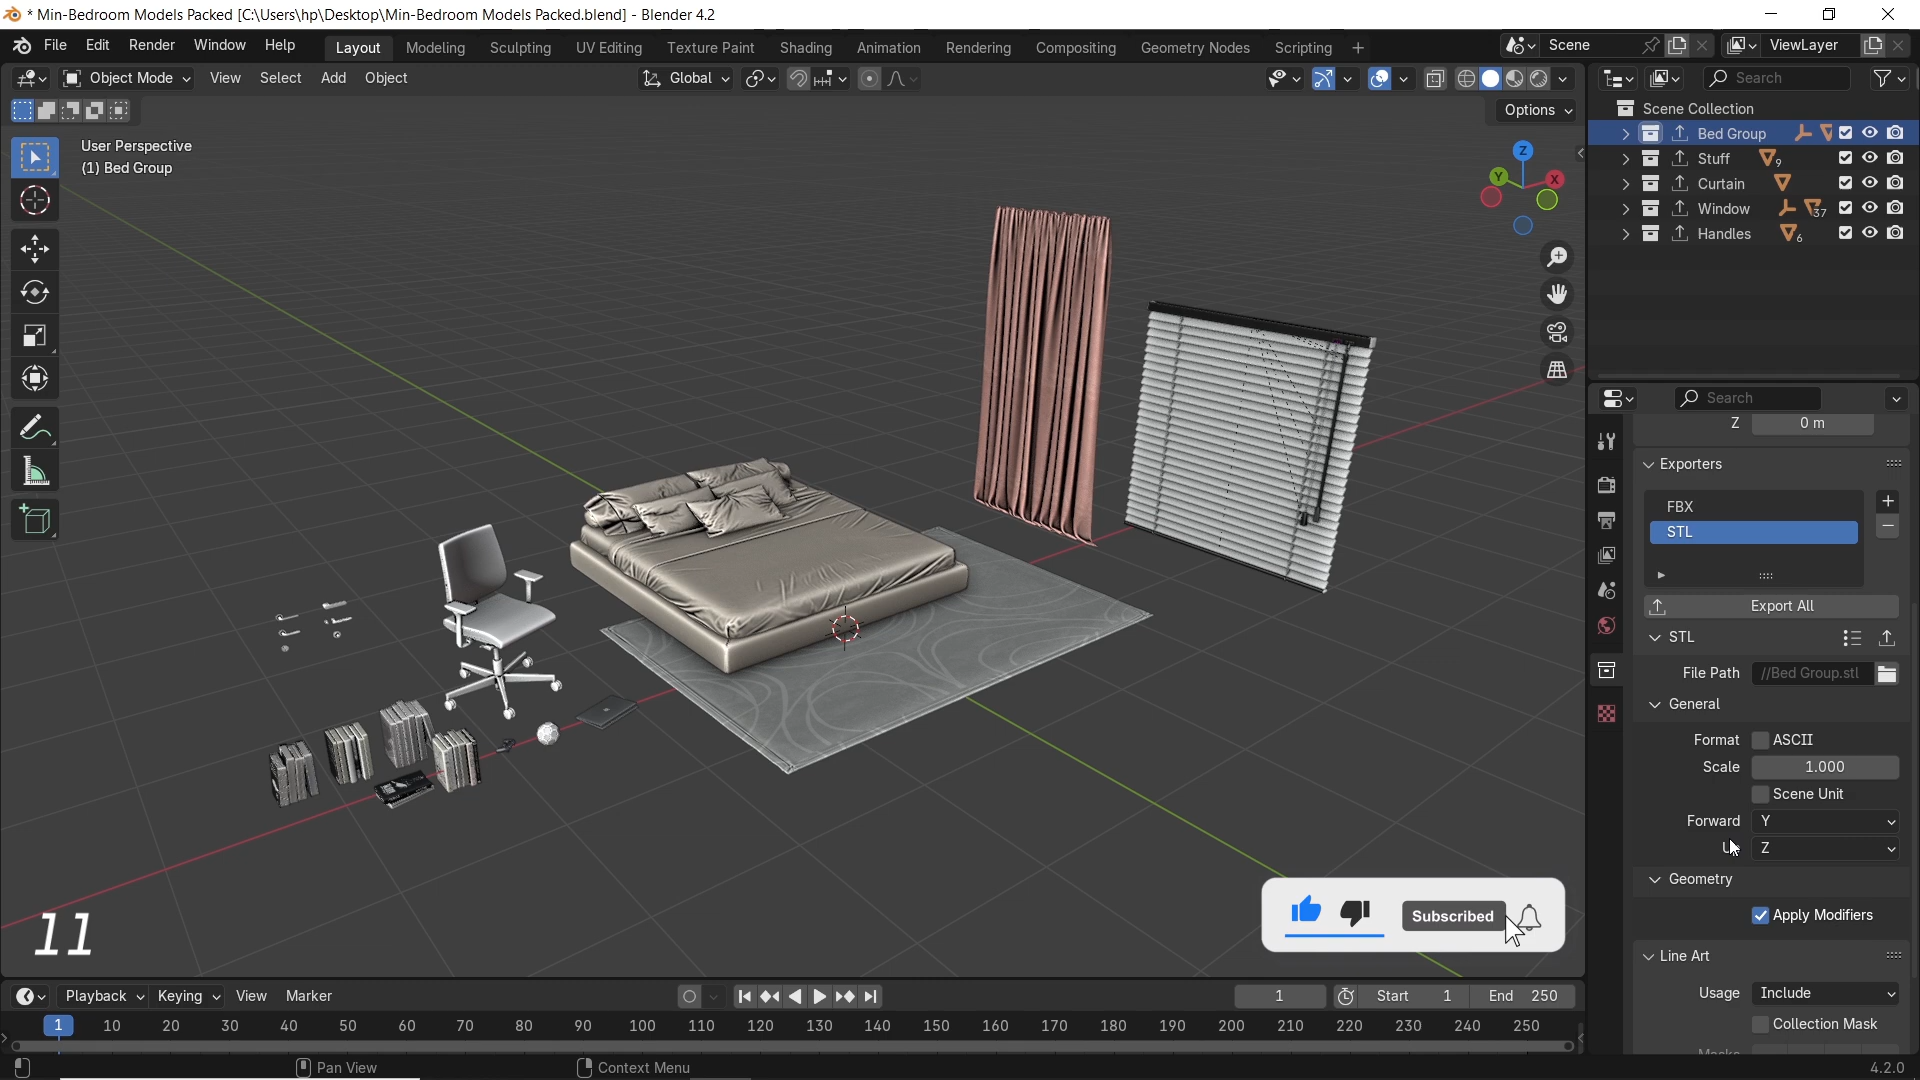 * Min-Bedroom Models Packed [C:\Users\hp\Desktop\Min-Bedroom Models Packed.blend] - Blender 4.2
File Edit Render Window Help
Layout Modeling Sculpting UV Editing Texture Paint Shading Animation Rendering Compositing Geometry Nodes Scripting
Scene
ViewLayer
Object Mode View Select Add Object
Global
Search
Options
User Perspective
(1) Bed Group
Z
Y
X
Scene Collection
Bed Group
Stuff 9
Curtain
Window 37
Handles 6
Search
Z 0 m
Exporters
FBX
STL
Export All
STL
File Path //Bed Group.stl
General
Format ASCII
Scale 1.000
Scene Unit
Forward Y
Z
Geometry
Apply Modifiers
Line Art
Usage Include
Collection Mask
11
Subscribed
Playback Keying View Marker
1
Start 1
End 250
1 10 20 30 40 50 60 70 80 90 100 110 120 130 140 150 160 170 180 190 200 210 220 230 240 250
Pan View
Context Menu
4.2.0